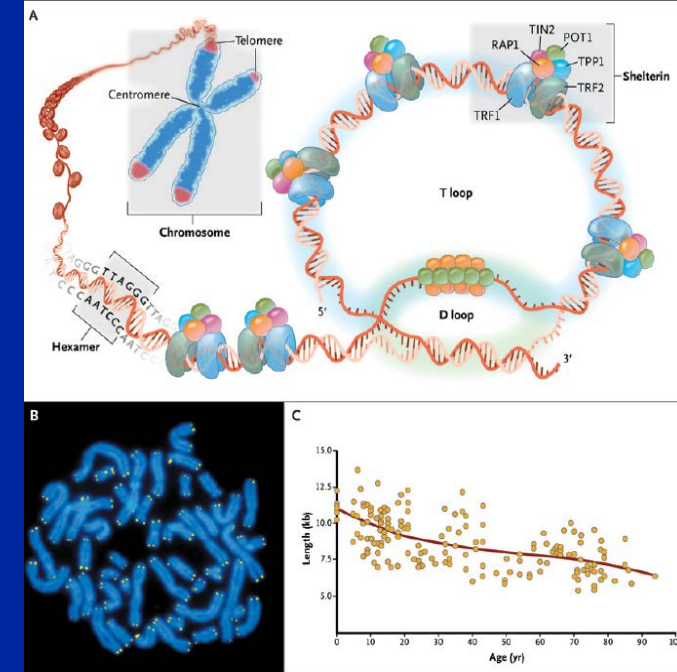 A
Telomere
Centromere
Chromosome
TIN2
POT1
RAP1
TPP1
Shelterin
TRF2
TRF1
T loop
D loop
5′
3′
TAGGGTTAGGGTTAG
CCCAATCCCAATCCC
Hexamer
B
C
Length (kb)
15.0
12.5
10.0
7.5
5.0
0
10
20
30
40
50
60
70
80
90
Age (yr)